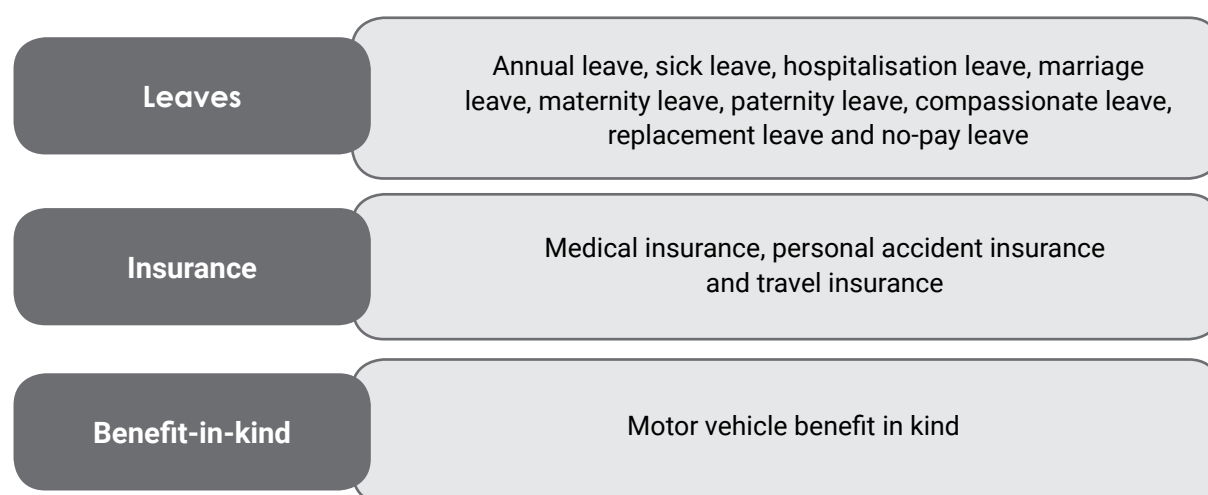 Leaves
Annual leave, sick leave, hospitalisation leave, marriage
leave, maternity leave, paternity leave, compassionate leave,
replacement leave and no-pay leave
Insurance
Medical insurance, personal accident insurance
and travel insurance
Benefit-in-kind
Motor vehicle benefit in kind